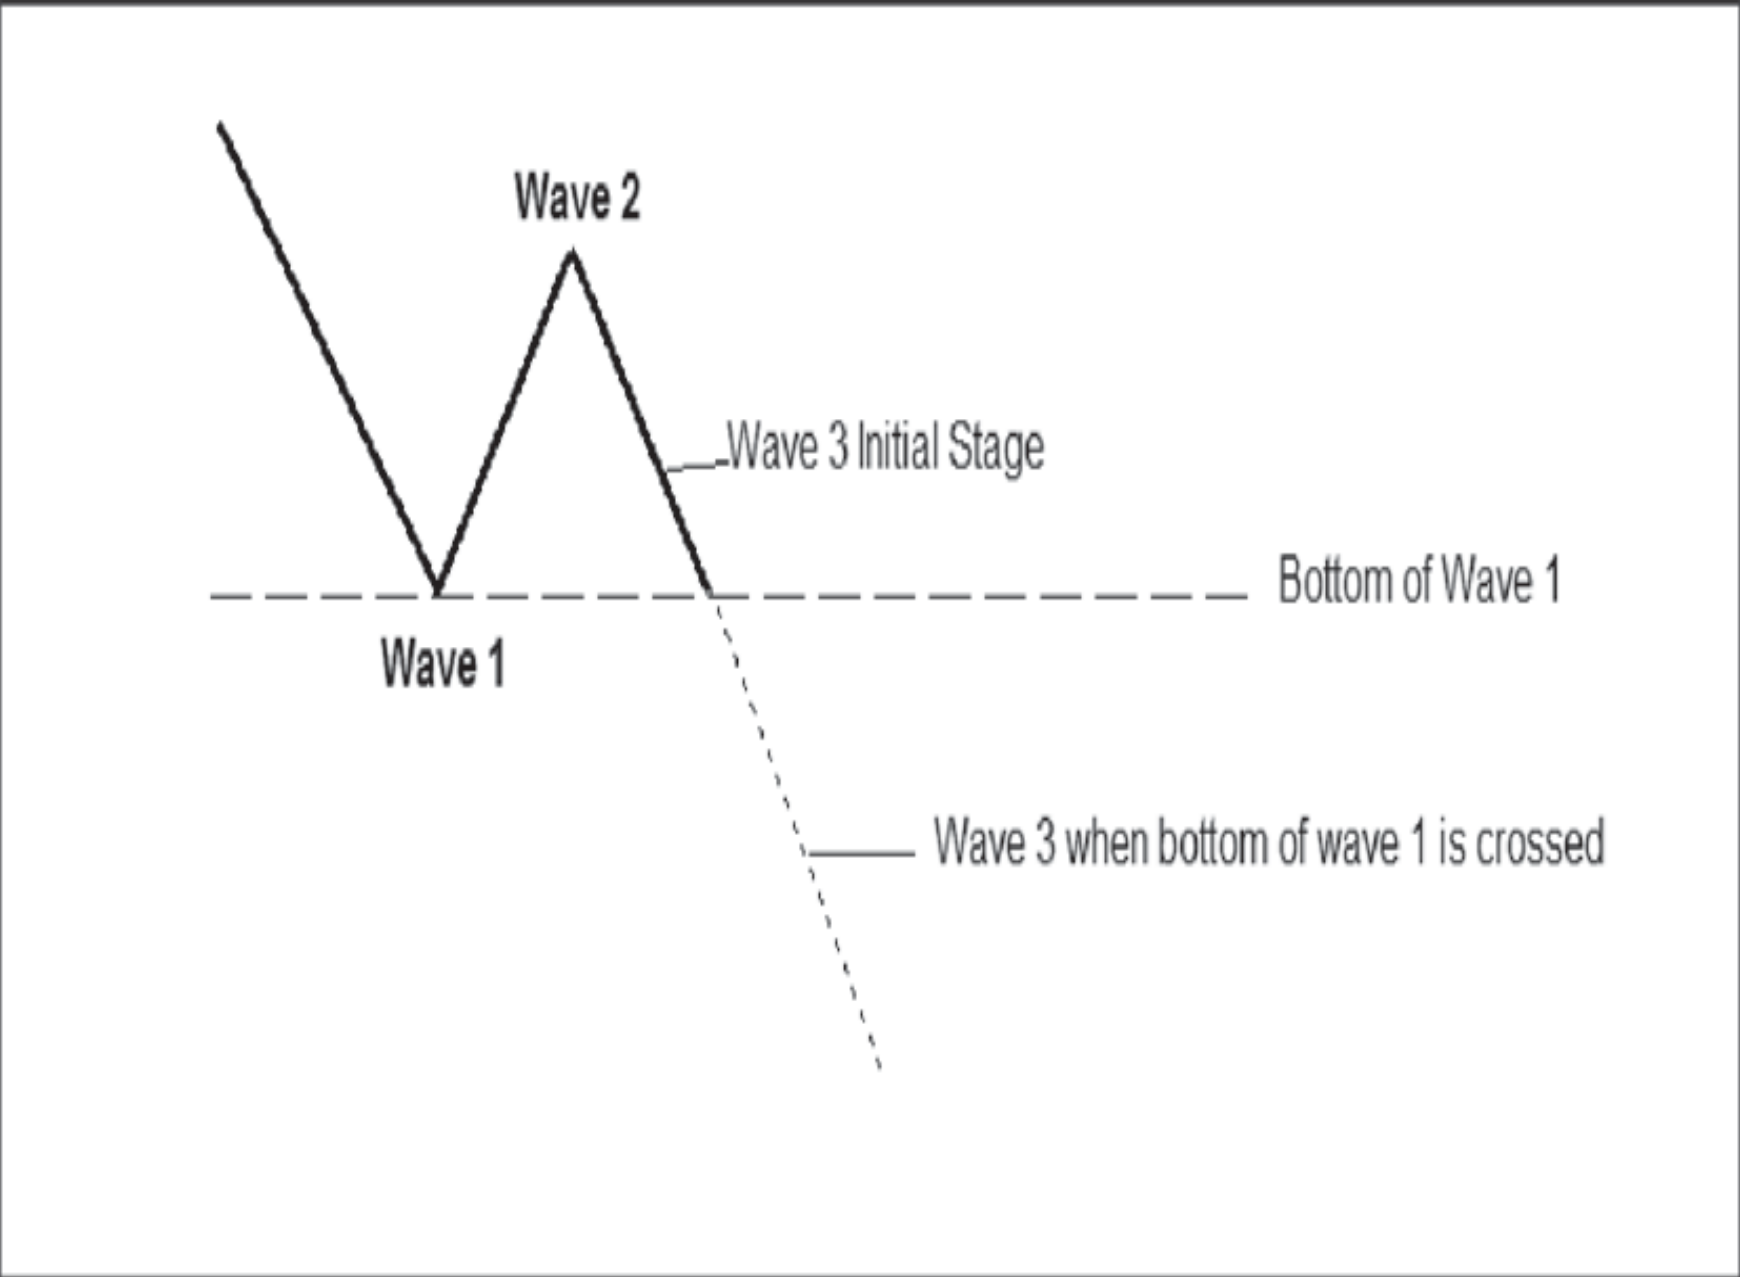 Wave 2
Wave 3 Initial Stage
Bottom of Wave 1
Wave 1
Wave 3 when bottom of wave 1 is crossed